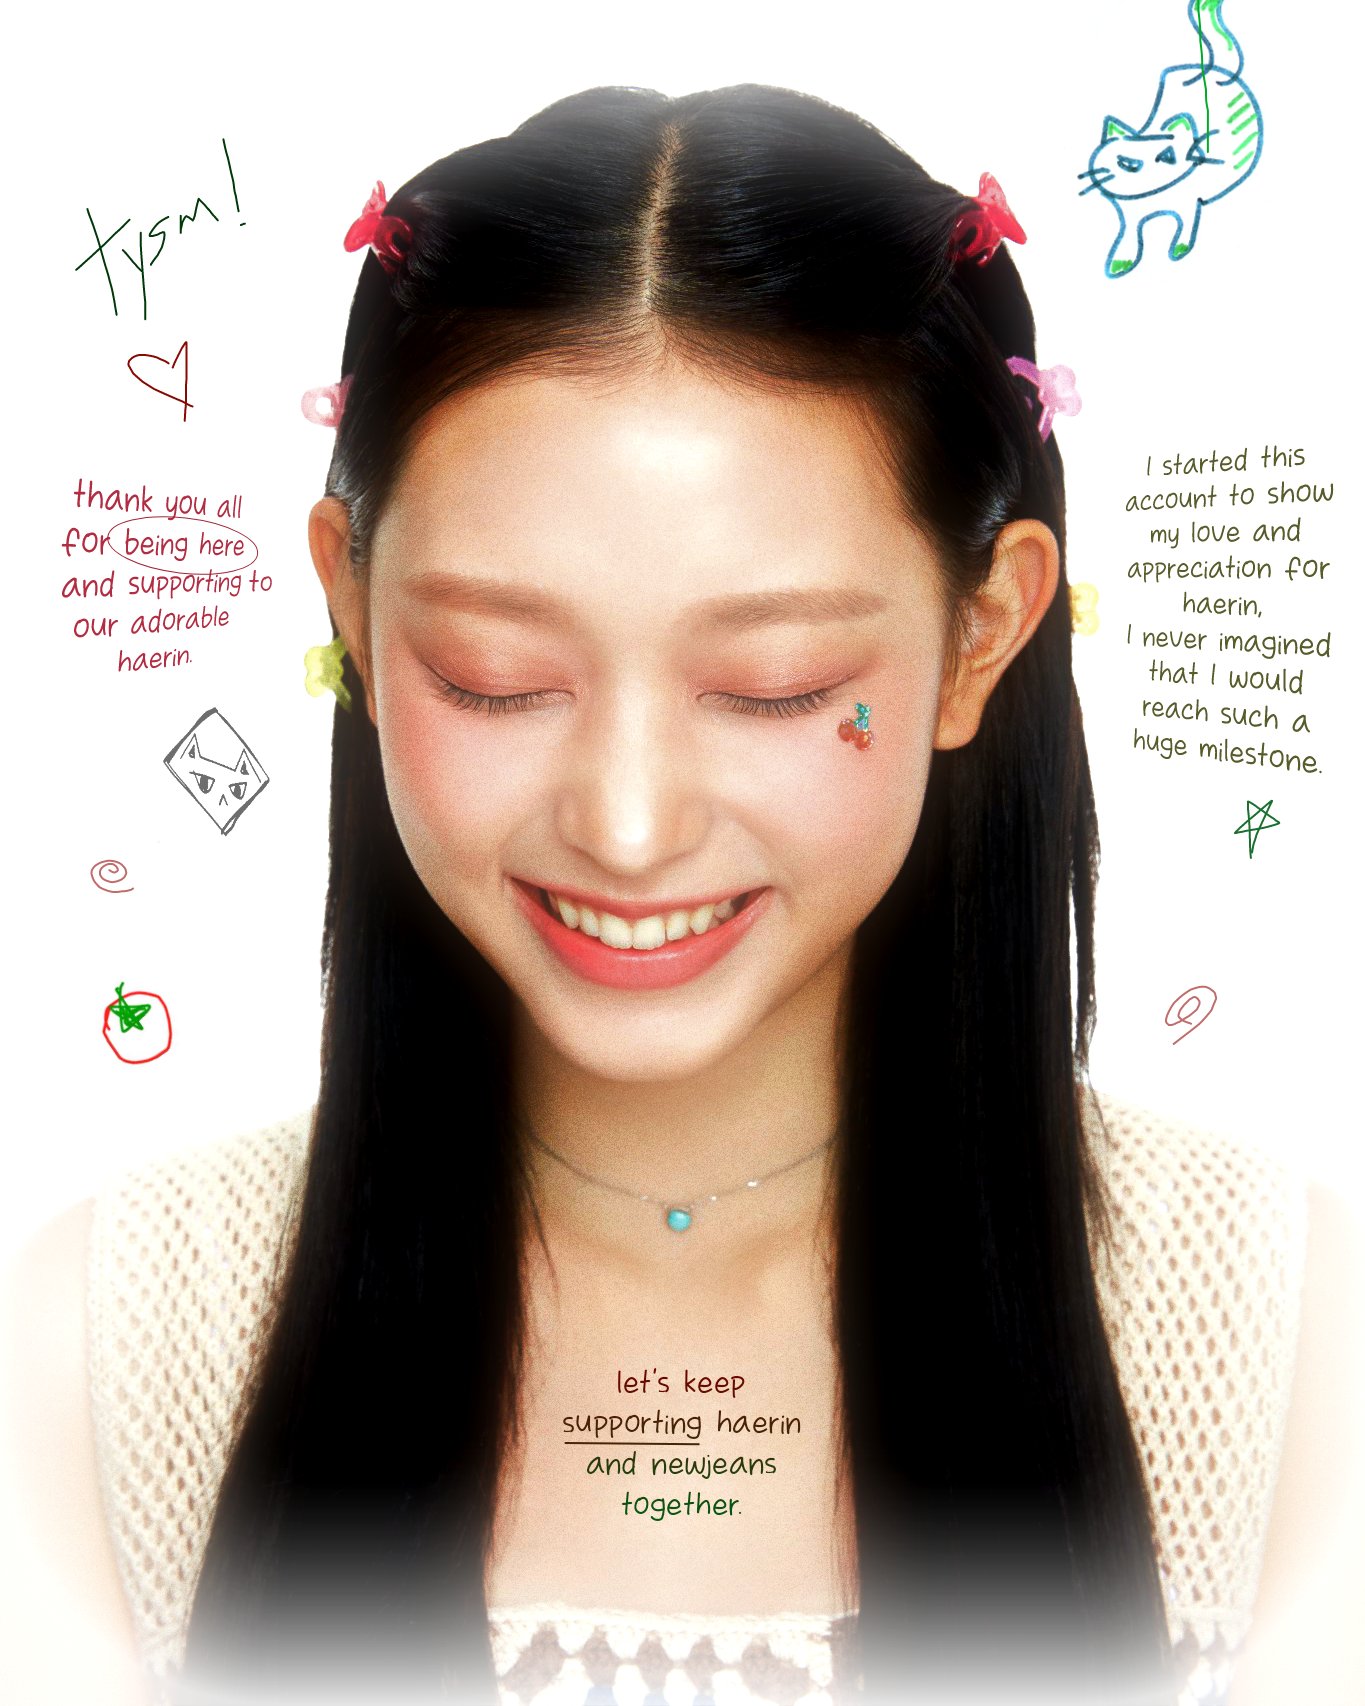 tysm!
thank you all
for being here
and supporting to
our adorable
haerin.
I started this
account to show
my love and
appreciation for
haerin,
I never imagined
that I would
reach such a
huge milestone.
let's keep
supporting haerin
and newjeans
together.